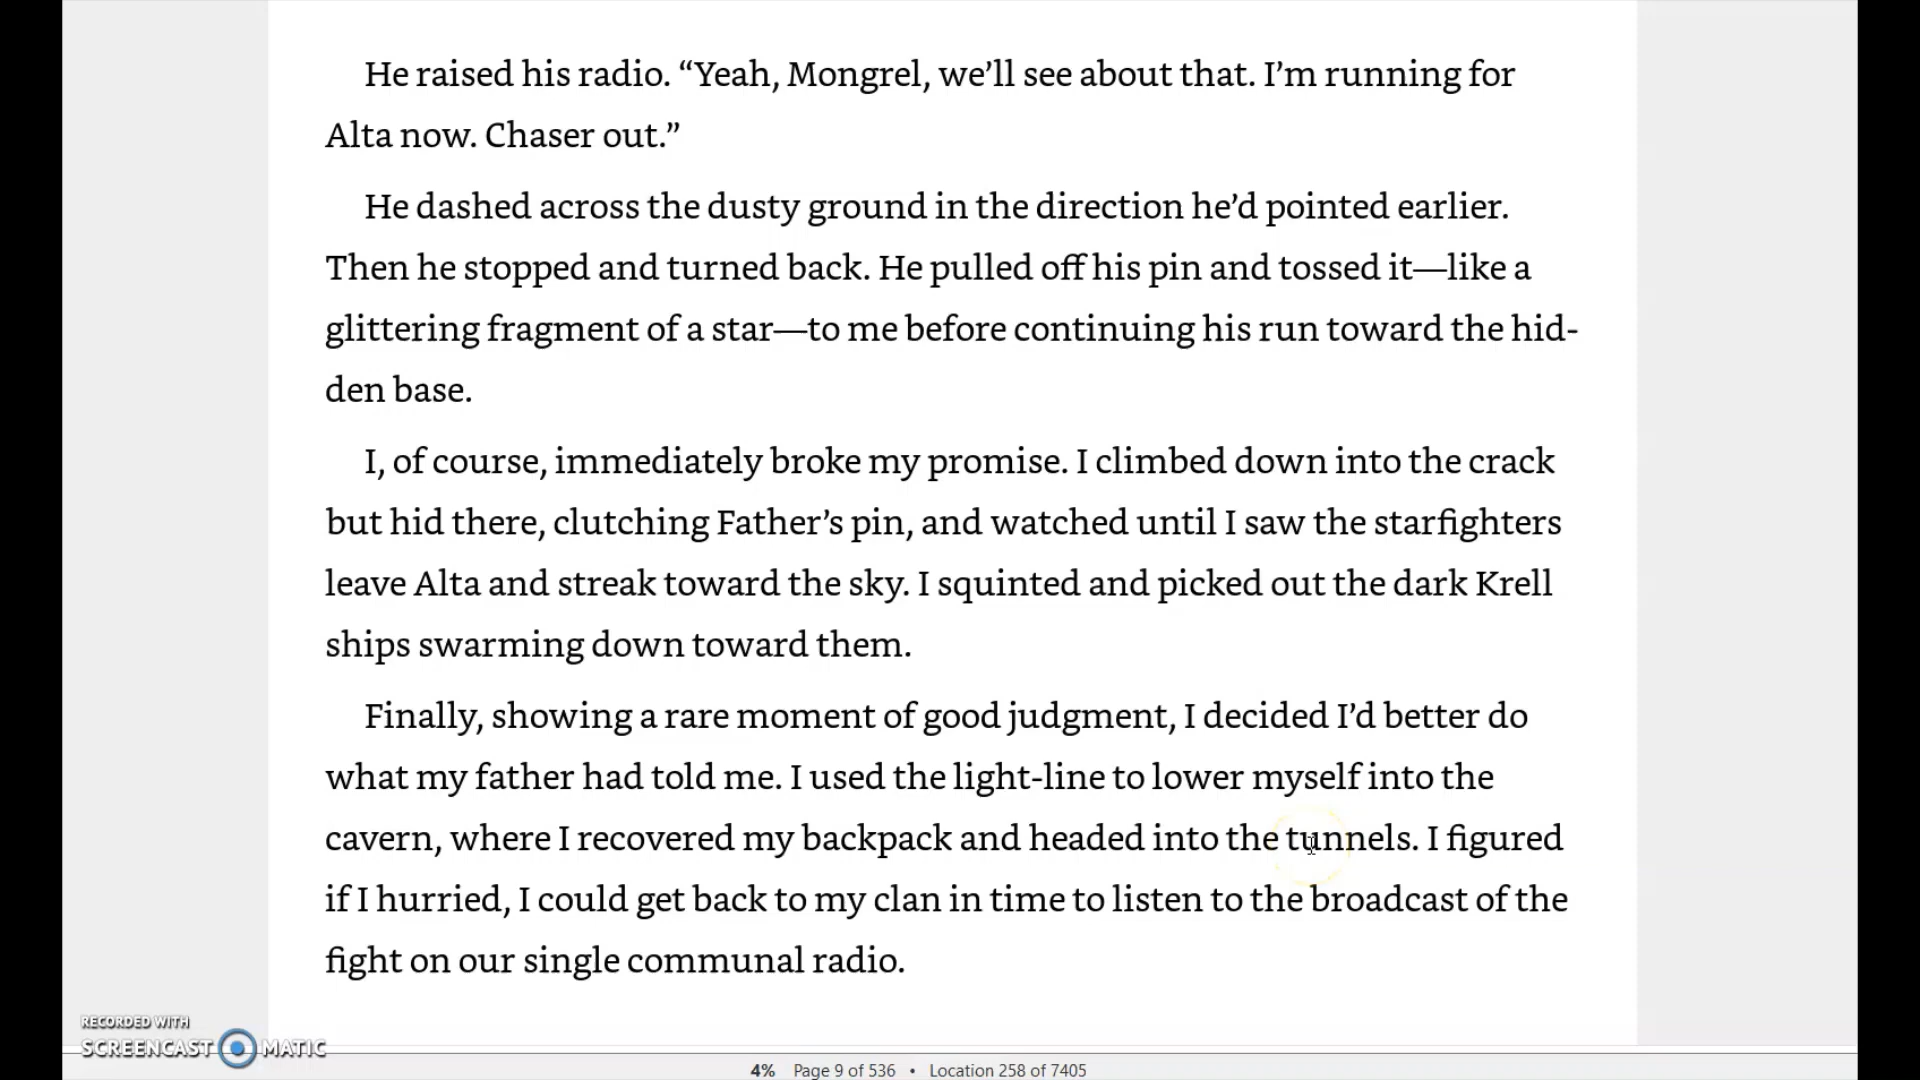 He raised his radio. “Yeah, Mongrel, we’ll see about that. I’m running for
Alta now. Chaser out.”
He dashed across the dusty ground in the direction he’d pointed earlier.
Then he stopped and turned back. He pulled off his pin and tossed it—like a
glittering fragment of a star—to me before continuing his run toward the hid-
den base.
I, of course, immediately broke my promise. I climbed down into the crack
but hid there, clutching Father’s pin, and watched until I saw the starfighters
leave Alta and streak toward the sky. I squinted and picked out the dark Krell
ships swarming down toward them.
Finally, showing a rare moment of good judgment, I decided I’d better do
what my father had told me. I used the light-line to lower myself into the
cavern, where I recovered my backpack and headed into the tunnels. I figured
if I hurried, I could get back to my clan in time to listen to the broadcast of the
fight on our single communal radio.
RECORDED WITH
SCREENCAST MATIC
4% Page 9 of 536 • Location 258 of 7405